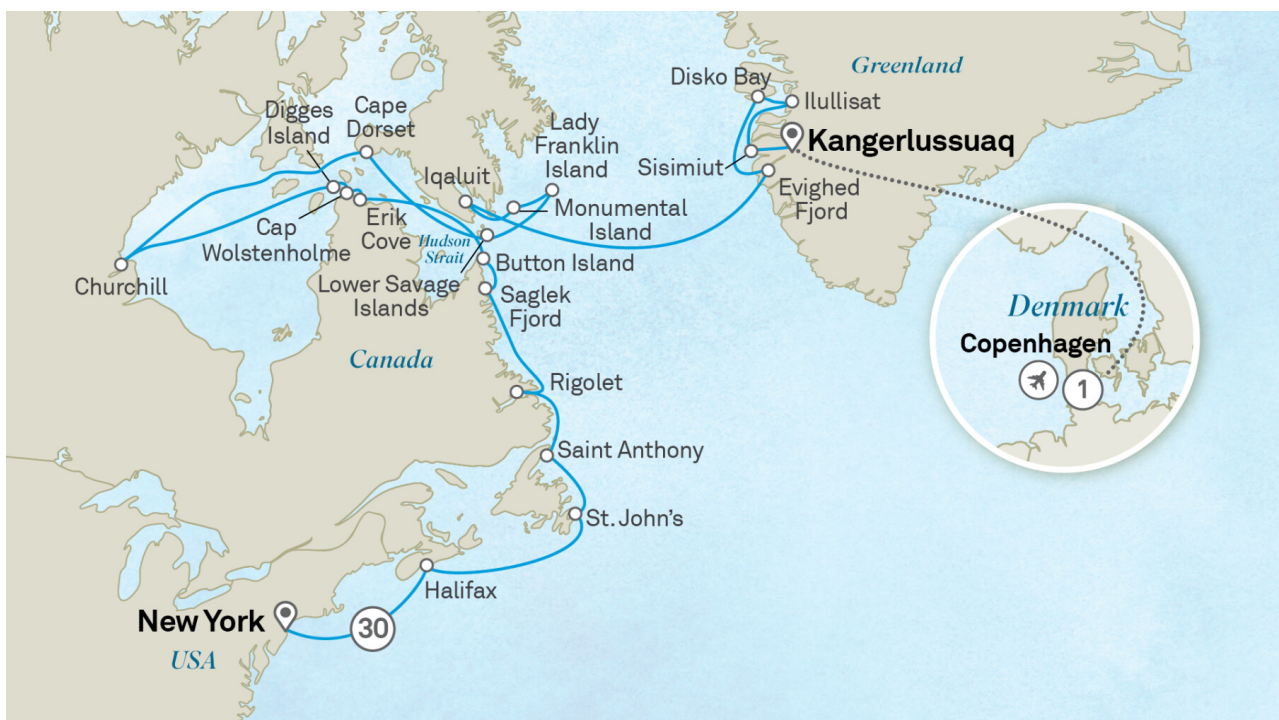 Greenland
Disko Bay
Ilullisat
Kangerlussuaq
Sisimiut
Evighed
Fjord
Digges
Island
Cape
Dorset
Lady
Franklin
Island
Iqaluit
Monumental
Island
Cap
Wolstenholme
Erik
Cove
Hudson
Strait
Button Island
Churchill
Lower Savage
Islands
Saglek
Fjord
Canada
Denmark
Copenhagen
1
Rigolet
Saint Anthony
St. John's
Halifax
New York
30
USA